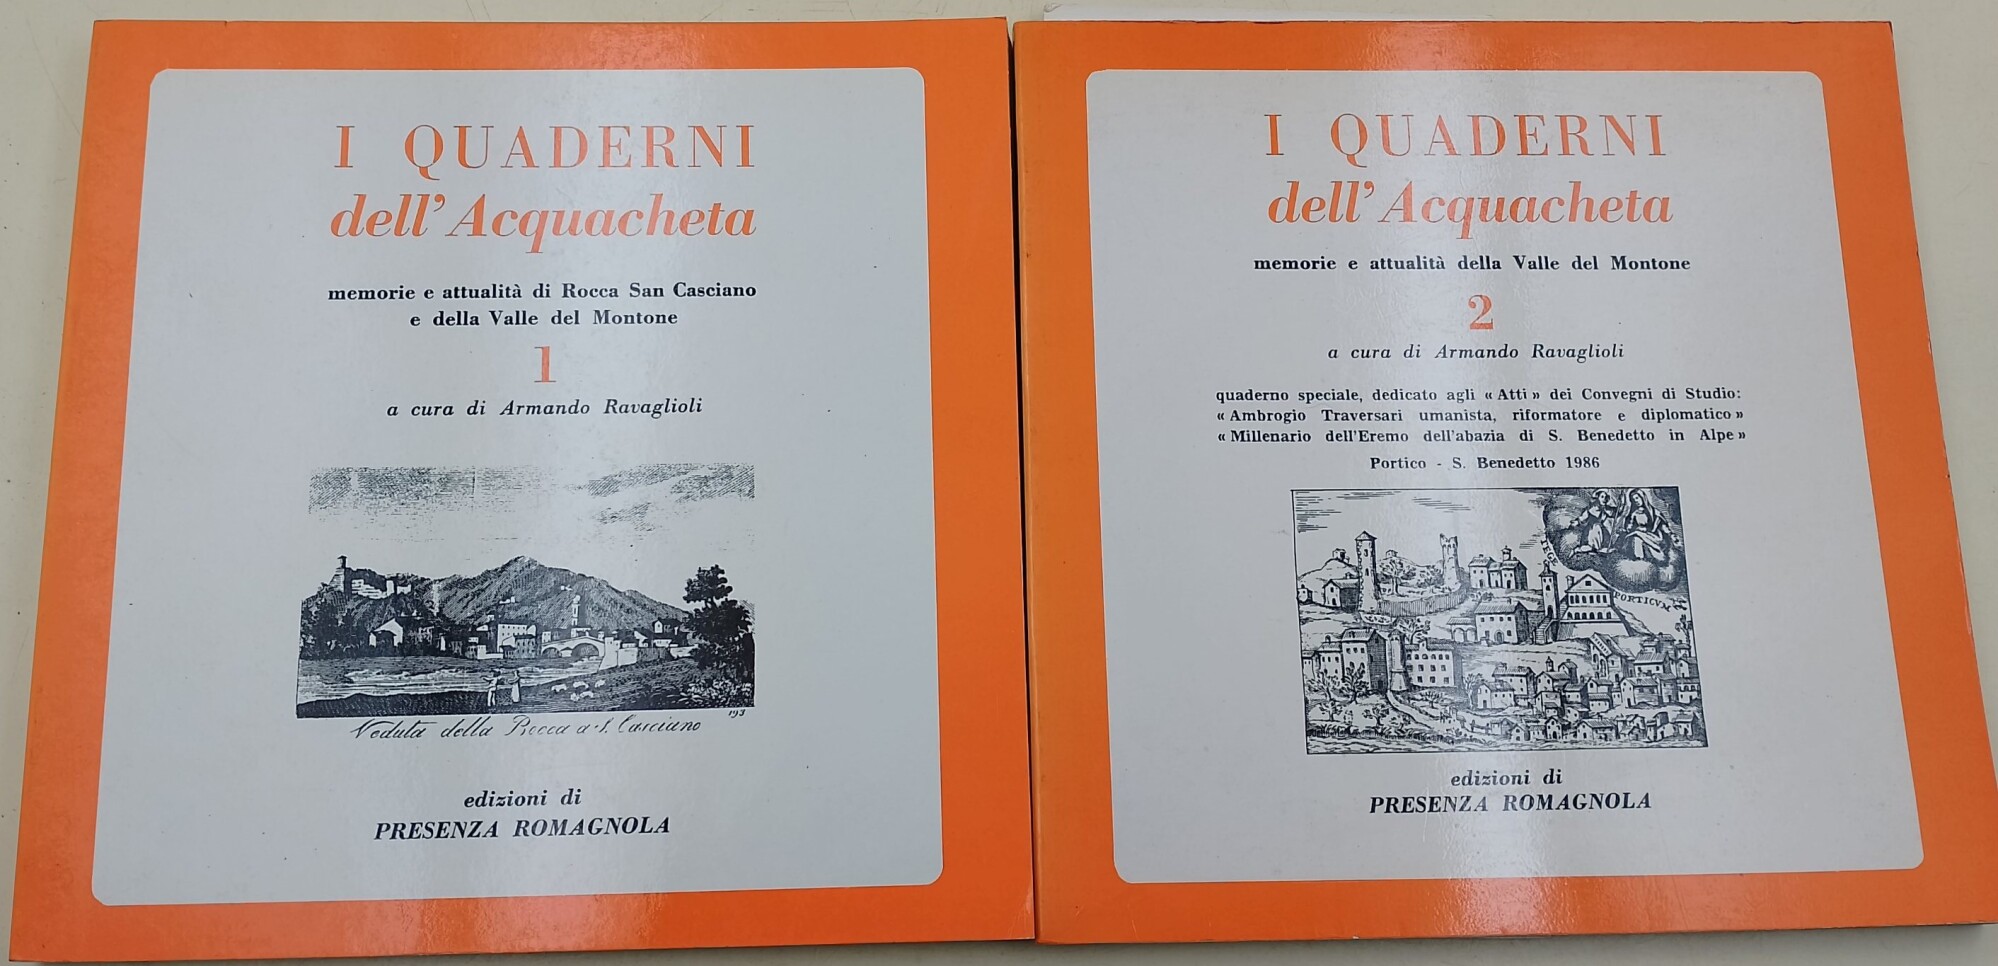 I QUADERNI
dell'Acquacheta
memorie e attualità di Rocca San Casciano
e della Valle del Montone
1
a cura di Armando Ravaglioli
193
Veduta della Rocca a S. Casciano
edizioni di
PRESENZA ROMAGNOLA
I QUADERNI
dell'Acquacheta
memorie e attualità della Valle del Montone
2
a cura di Armando Ravaglioli
quaderno speciale, dedicato agli « Atti » dei Convegni di Studio:
« Ambrogio Traversari umanista, riformatore e diplomatico »
« Millenario dell'Eremo dell'abazia di S. Benedetto in Alpe »
Portico - S. Benedetto 1986
PORTICVM
edizioni di
PRESENZA ROMAGNOLA